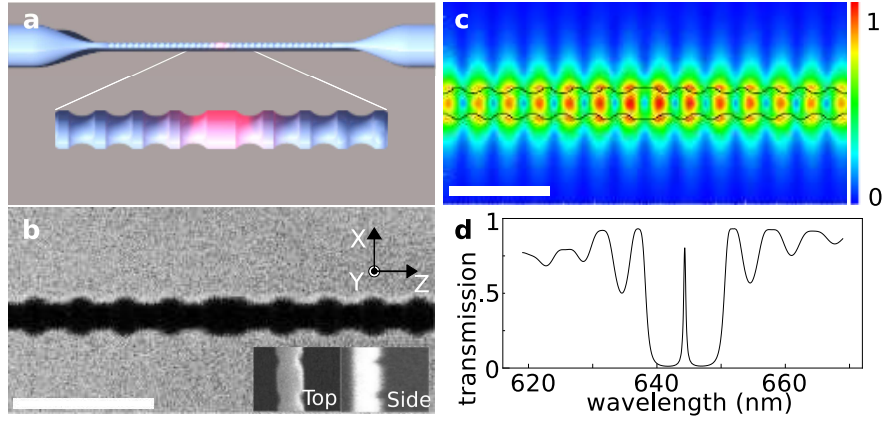 a
b
X
Y
Z
Top
Side
c
1
0
d
transmission
1
.5
0
620
640
660
wavelength (nm)